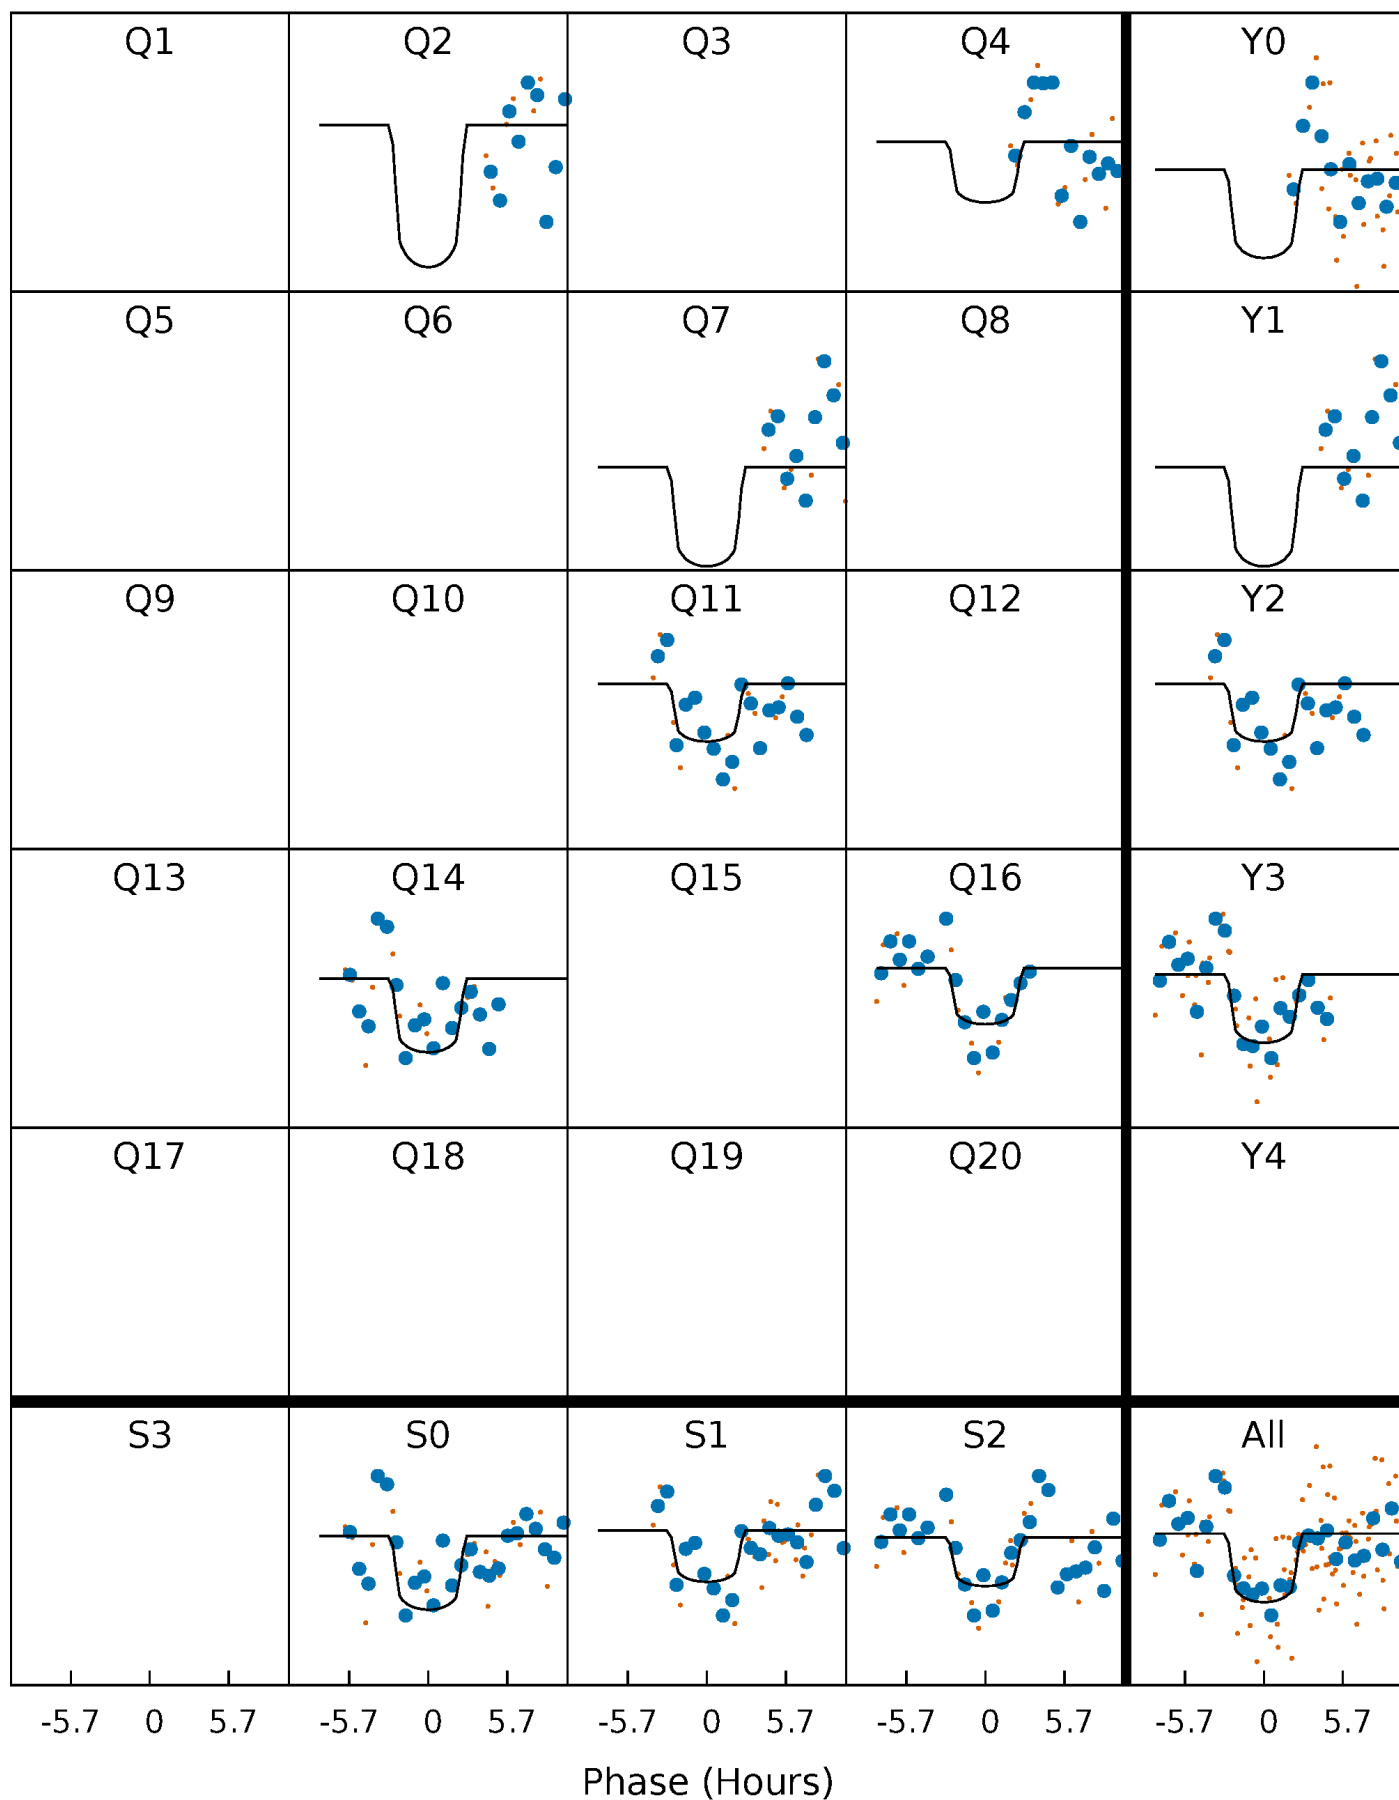 Q1 Q2 Q3 Q4 Y0
Q5 Q6 Q7 Q8 Y1
Q9 Q10 Q11 Q12 Y2
Q13 Q14 Q15 Q16 Y3
Q17 Q18 Q19 Q20 Y4
S3 S0 S1 S2 All
-5.7 0 5.7 -5.7 0 5.7 -5.7 0 5.7 -5.7 0 5.7 -5.7 0 5.7
Phase (Hours)